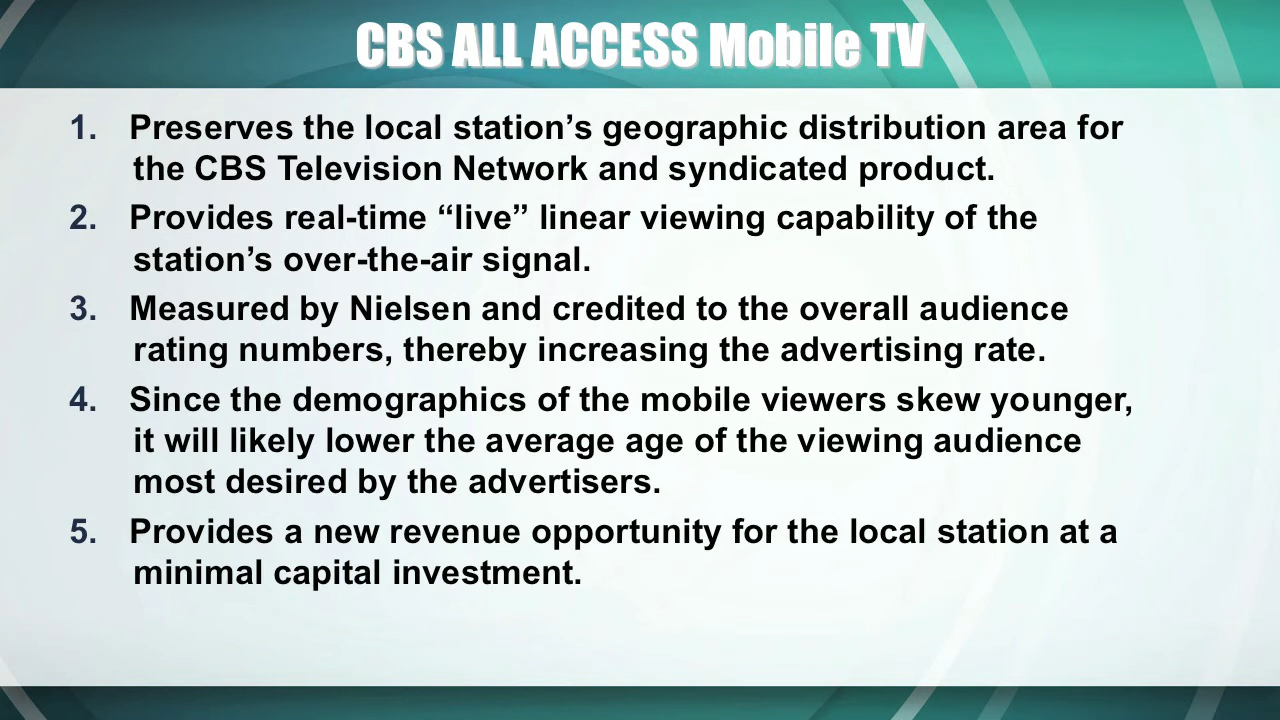 CBS ALL ACCESS Mobile TV
1. Preserves the local station’s geographic distribution area for
the CBS Television Network and syndicated product.
2. Provides real-time “live” linear viewing capability of the
station’s over-the-air signal.
3. Measured by Nielsen and credited to the overall audience
rating numbers, thereby increasing the advertising rate.
4. Since the demographics of the mobile viewers skew younger,
it will likely lower the average age of the viewing audience
most desired by the advertisers.
5. Provides a new revenue opportunity for the local station at a
minimal capital investment.